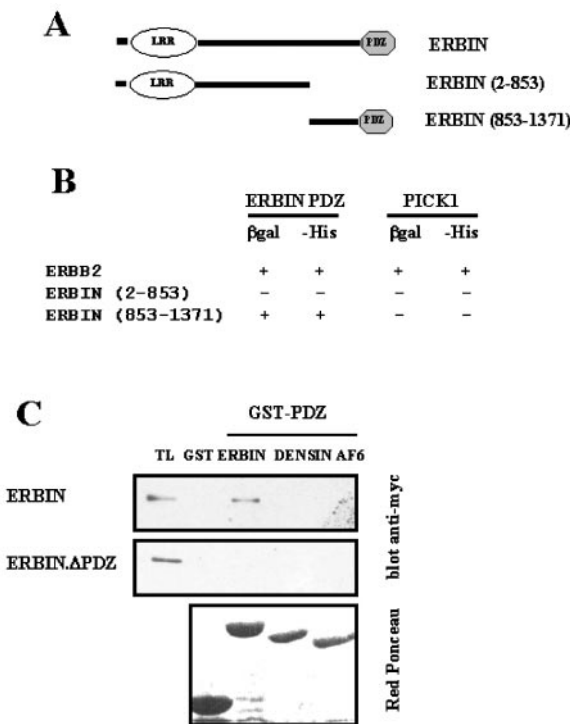 A
LRR PDZ ERBIN
LRR ERBIN (2-853)
PDZ ERBIN (853-1371)
B
ERBIN PDZ PICK1
βgal -His βgal -His
ERBB2 + + + +
ERBIN (2-853) - - - -
ERBIN (853-1371) + + - -
C
GST-PDZ
TL GST ERBIN DENSIN AF6
ERBIN
ERBIN.ΔPDZ
blot anti-myc
Red Ponceau